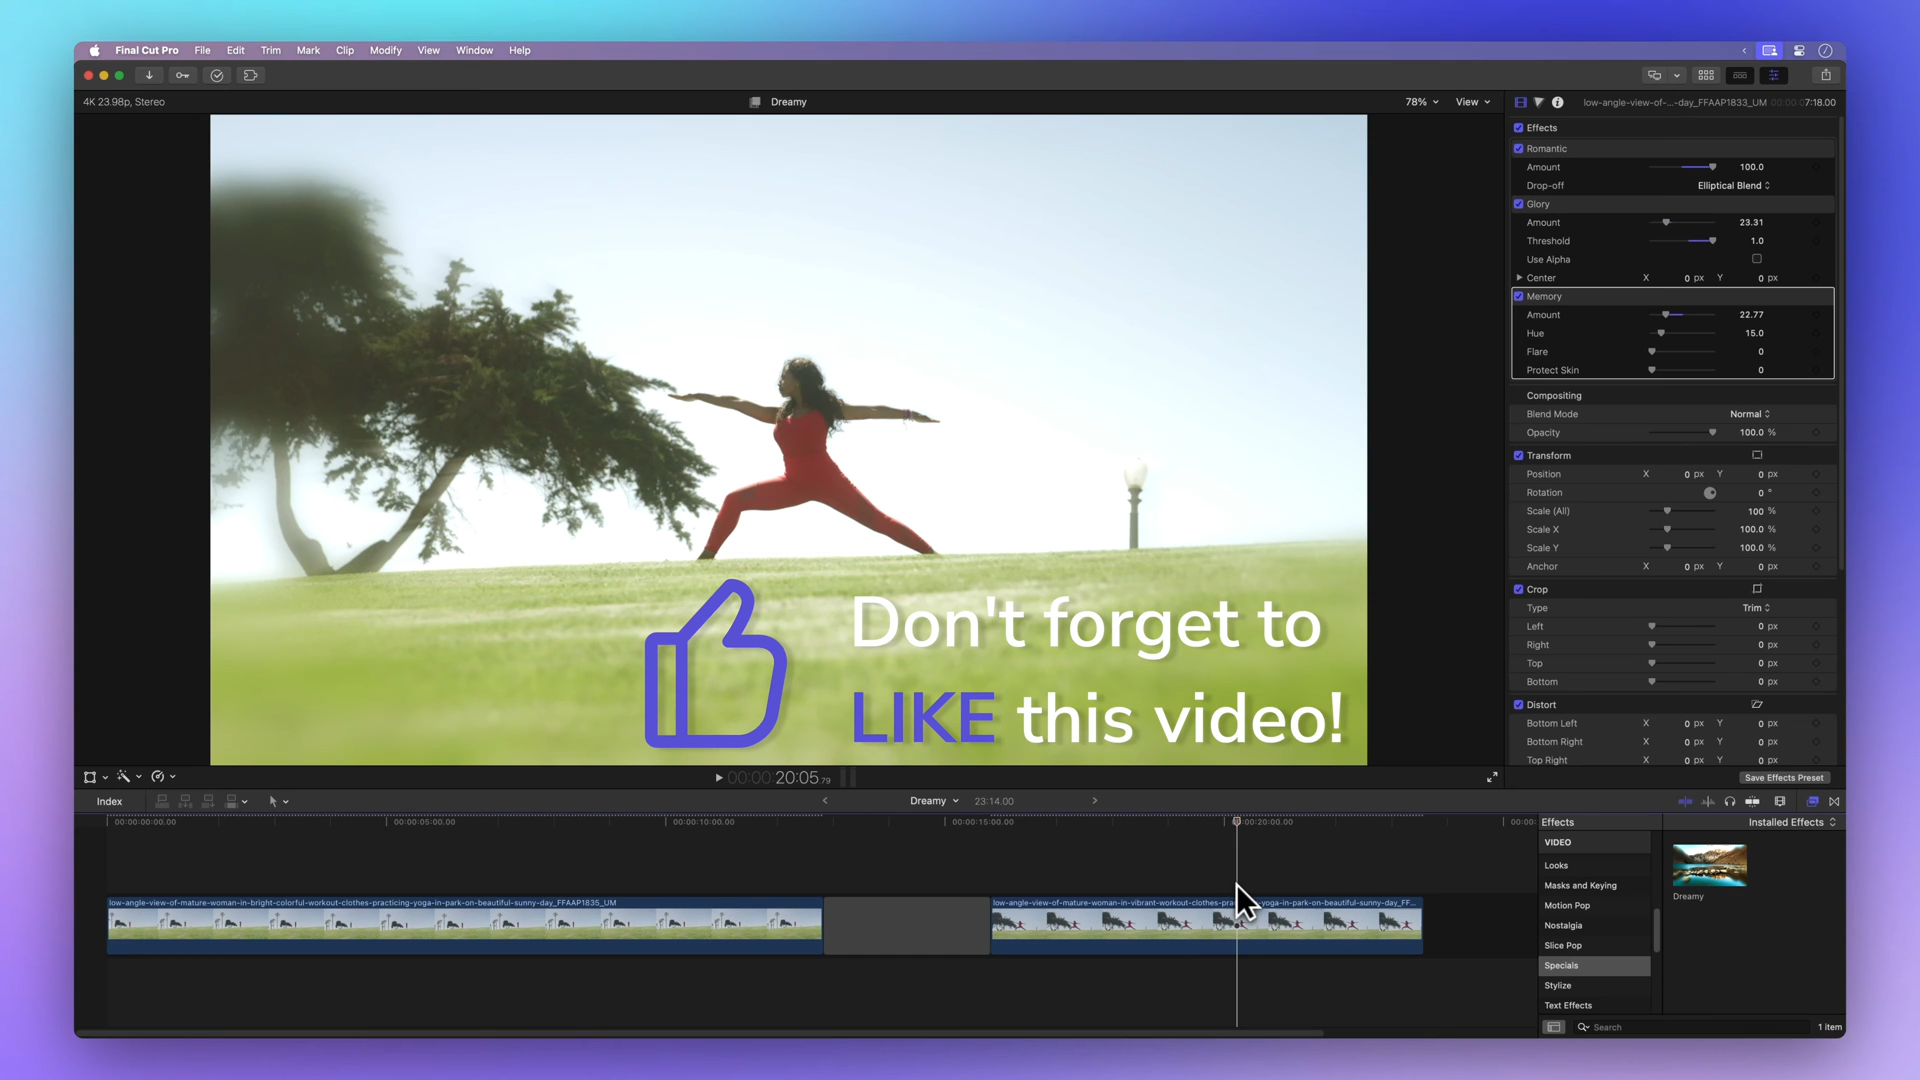 Final Cut Pro File Edit Trim Mark Clip Modify View Window Help
4K 23.98p, Stereo
Dreamy
78% View
low-angle-view-of-...-day_FFAAP1833_UM 00:00:07:18.00
Effects
Romantic
Amount 100.0
Drop-off Elliptical Blend
Glory
Amount 23.31
Threshold 1.0
Use Alpha
Center X 0 px Y 0 px
Memory
Amount 22.77
Hue 15.0
Flare 0
Protect Skin 0
Compositing
Blend Mode Normal
Opacity 100.0 %
Transform
Position X 0 px Y 0 px
Rotation 0 °
Scale (All) 100 %
Scale X 100.0 %
Scale Y 100.0 %
Anchor X 0 px Y 0 px
Crop
Type Trim
Left 0 px
Right 0 px
Top 0 px
Bottom 0 px
Distort
Bottom Left X 0 px Y 0 px
Bottom Right X 0 px Y 0 px
Top Right X 0 px Y 0 px
Save Effects Preset
Don't forget to
LIKE this video!
00:00:20:05.79
Index
Dreamy 23:14.00
00:00:00:00.00 00:00:05:00.00 00:00:10:00.00 00:00:15:00.00 00:00:20:00.00 00:00:
low-angle-view-of-mature-woman-in-bright-colorful-workout-clothes-practicing-yoga-in-park-on-beautiful-sunny-day_FFAAP1835_UM
low-angle-view-of-mature-woman-in-vibrant-workout-clothes-pra
yoga-in-park-on-beautiful-sunny-day_FF...
Effects
VIDEO
Looks
Masks and Keying
Motion Pop
Nostalgia
Slice Pop
Specials
Stylize
Text Effects
Installed Effects
Dreamy
Search
1 item